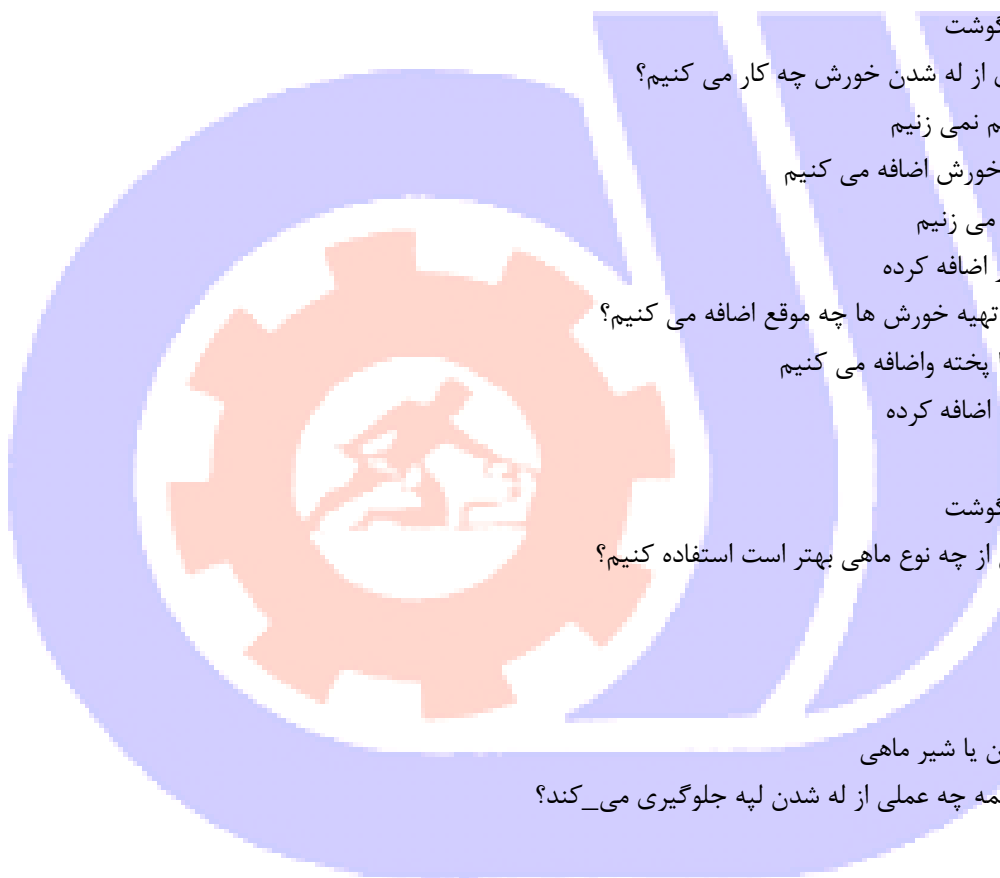 گوشت
از له شدن خورش چه کار می کنیم؟
نمی زنیم
خورش اضافه می کنیم
می زنیم
اضافه کرده
تهیه خورش ها چه موقع اضافه می کنیم؟
پخته واضافه می کنیم
اضافه کرده
گوشت
از چه نوع ماهی بهتر است استفاده کنیم؟
یا شیر ماهی
چه عملی از له شدن لپه جلوگیری می_کند؟